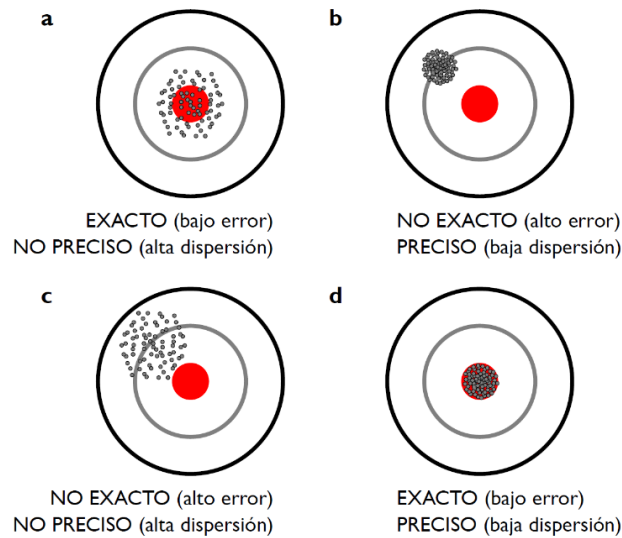 a
EXACTO (bajo error)
NO PRECISO (alta dispersión)
b
NO EXACTO (alto error)
PRECISO (baja dispersión)
c
NO EXACTO (alto error)
NO PRECISO (alta dispersión)
d
EXACTO (bajo error)
PRECISO (baja dispersión)